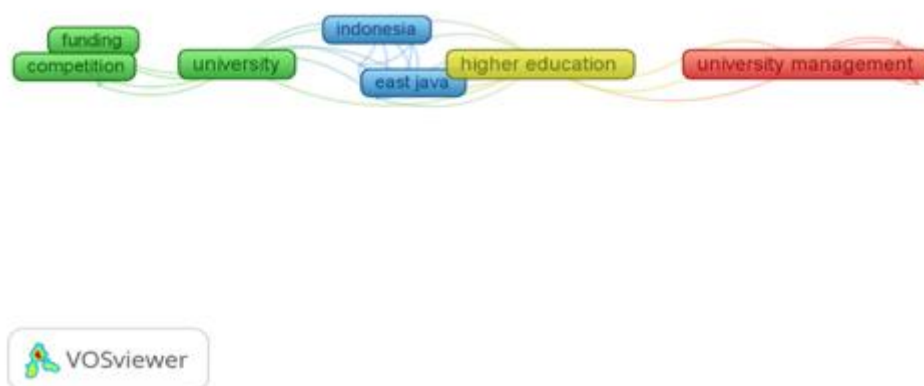 funding
competition
university
indonesia
east java
higher education
university management
VOSviewer